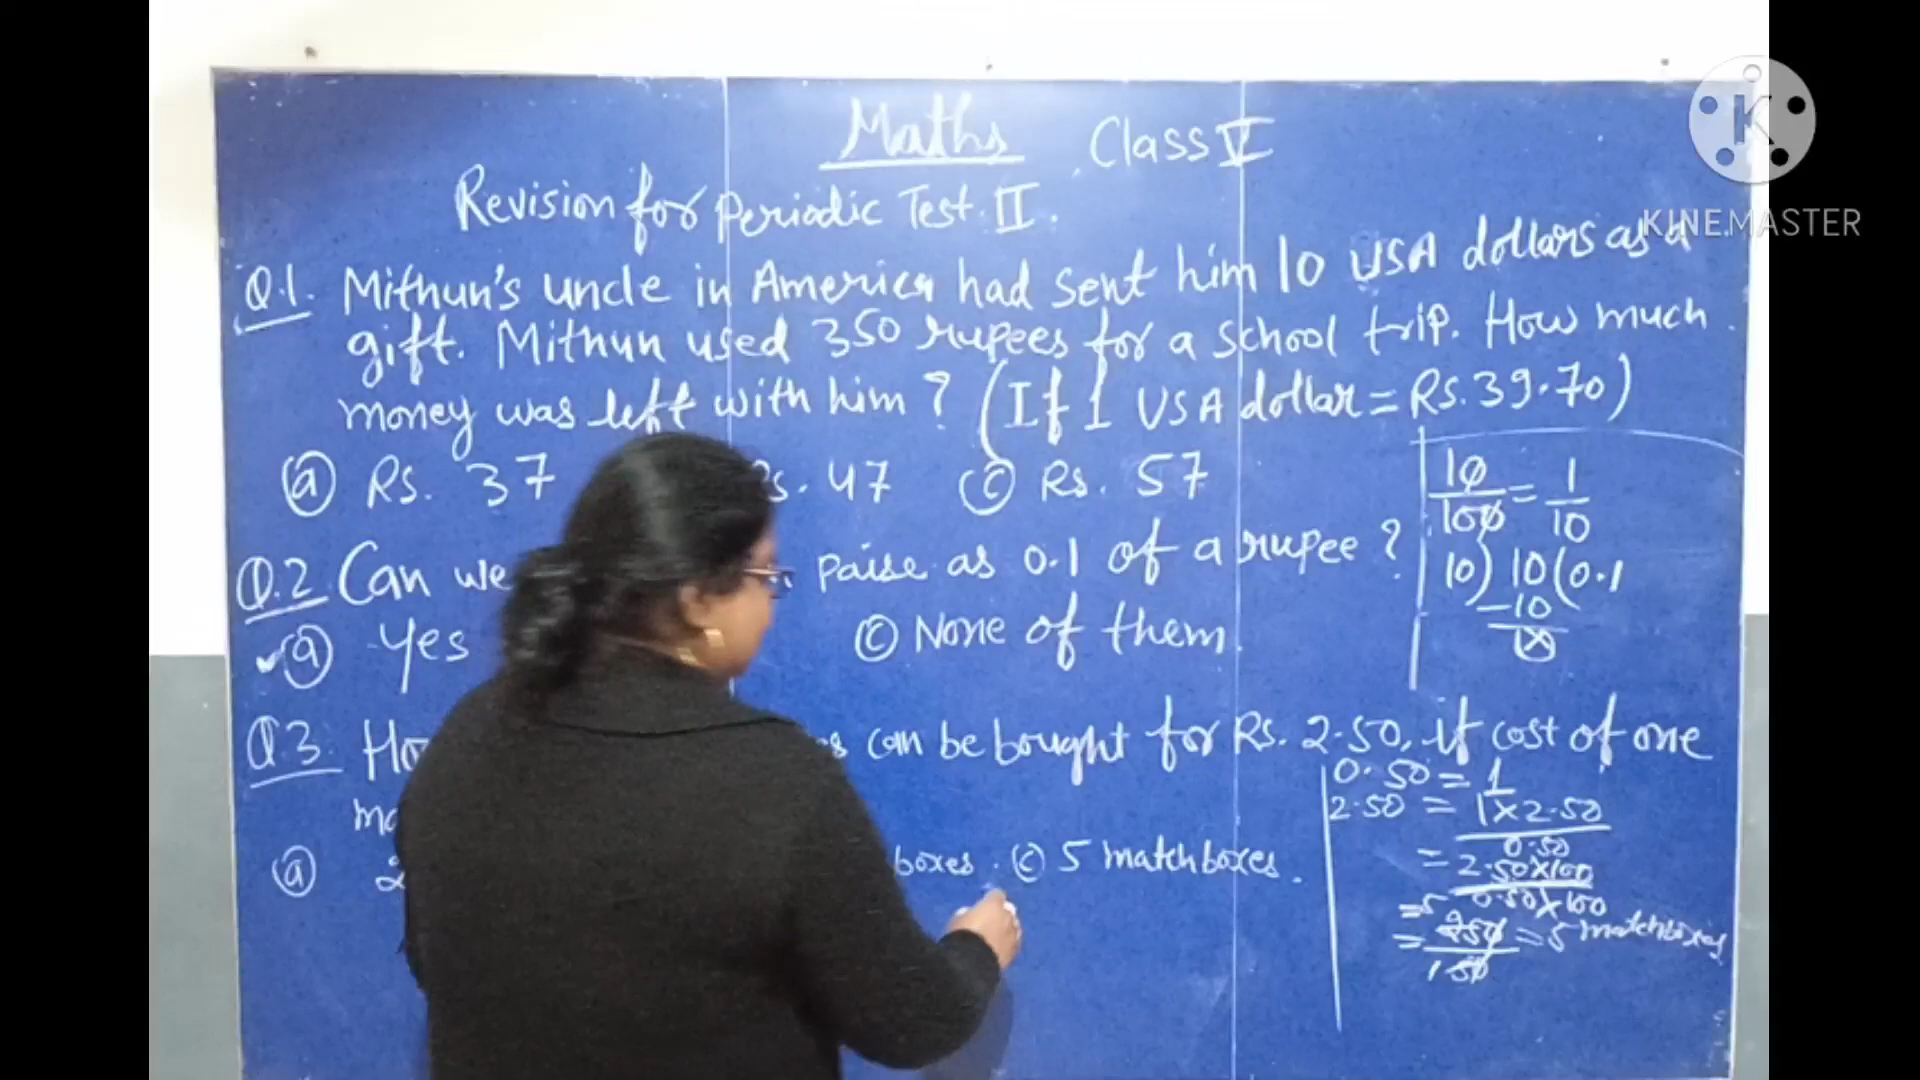 Maths Class V
Revision for Periodic Test. II.
Q.1. Mithun's uncle in America had sent him 10 USA dollars as a
gift. Mithun used 350 rupees for a school trip. How much
money was left with him? (If 1 USA dollar = Rs. 39.70)
(a) Rs. 37 Rs. 47 (c) Rs. 57
Q.2 Can we paise as 0.1 of a rupee?
(a) Yes (c) None of them.
Q.3. can be bought for Rs. 2.50, if cost of one
(a) 2 boxes. (c) 5 matchboxes.
10/100 = 1/10
10) 10 (0.1
-10
x
0.50 = 1
2.50 = 1x2.50
0.50
= 2.50x100
0.50x100
= 5
= 250 = 5 matchboxes
1 50
K
KINEMASTER